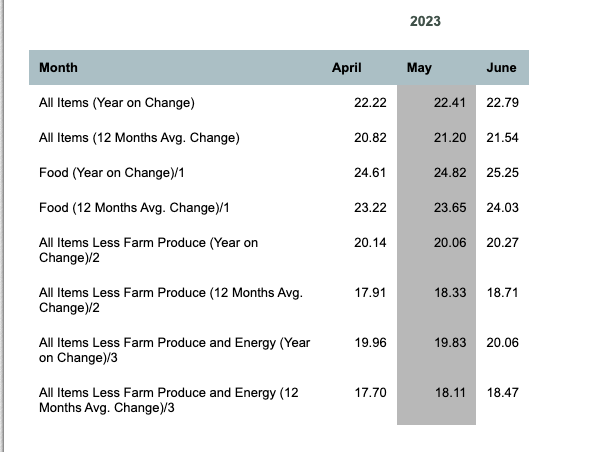 2023
Month April May June
All Items (Year on Change) 22.22 22.41 22.79
All Items (12 Months Avg. Change) 20.82 21.20 21.54
Food (Year on Change)/1 24.61 24.82 25.25
Food (12 Months Avg. Change)/1 23.22 23.65 24.03
All Items Less Farm Produce (Year on 20.14 20.06 20.27
Change)/2
All Items Less Farm Produce (12 Months Avg. 17.91 18.33 18.71
Change)/2
All Items Less Farm Produce and Energy (Year 19.96 19.83 20.06
on Change)/3
All Items Less Farm Produce and Energy (12 17.70 18.11 18.47
Months Avg. Change)/3